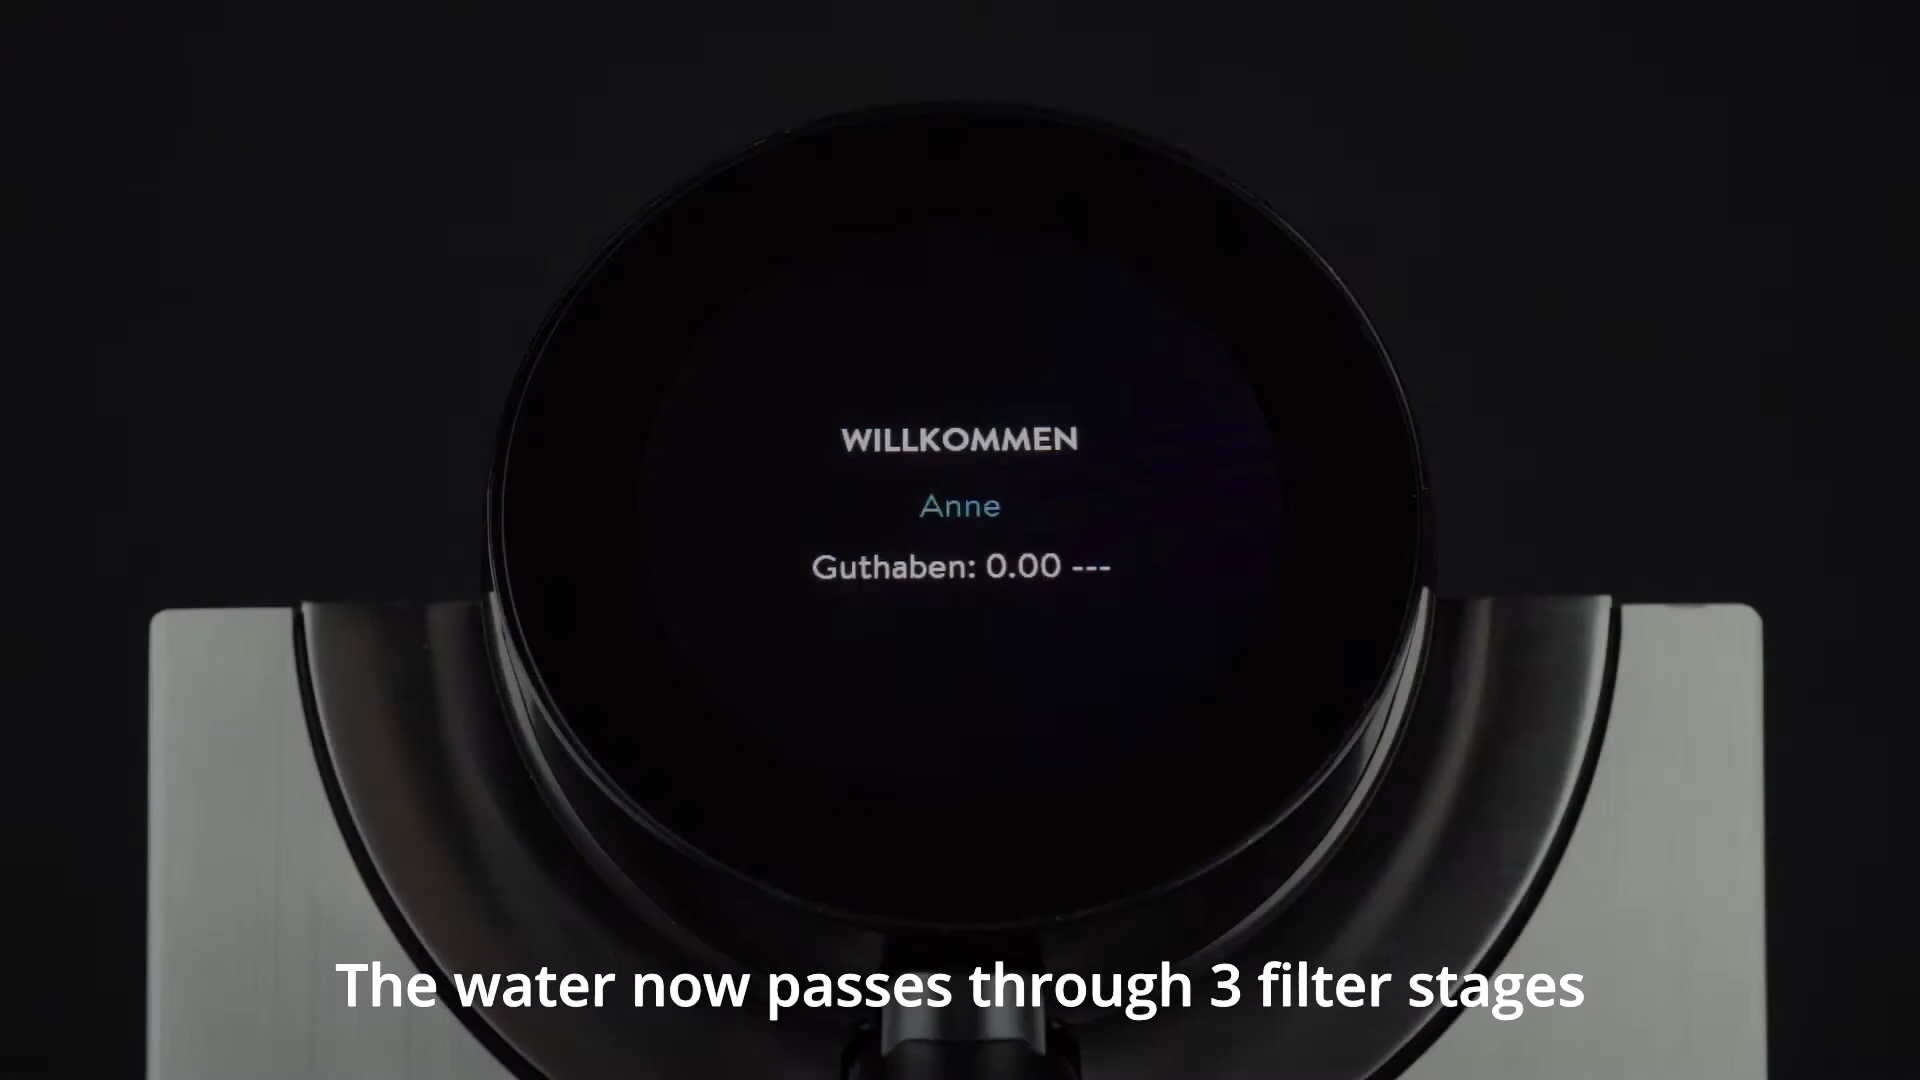 WILLKOMMEN
Anne
Guthaben: 0.00 ---
The water now passes through 3 filter stages